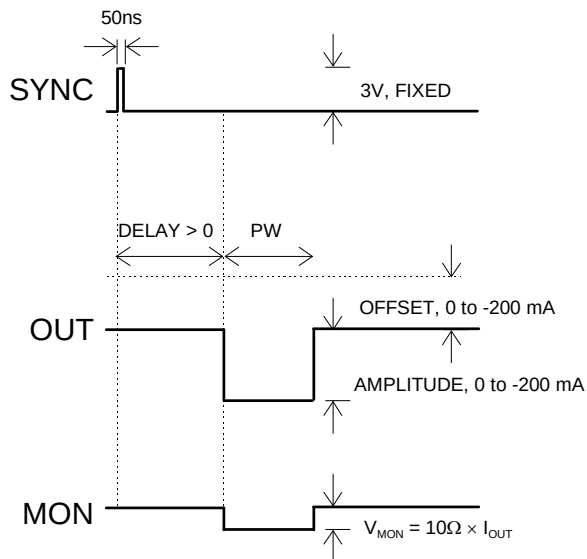 50ns
SYNC
3V, FIXED
DELAY > 0
PW
OFFSET, 0 to -200 mA
OUT
AMPLITUDE, 0 to -200 mA
MON
V_MON = 10Ω × I_OUT